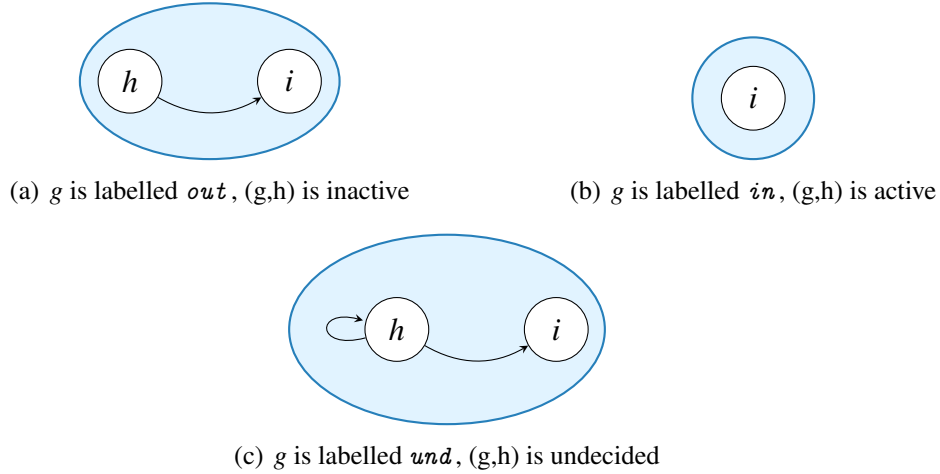 h i
i
(a) g is labelled out, (g,h) is inactive
(b) g is labelled in, (g,h) is active
h i
(c) g is labelled und, (g,h) is undecided